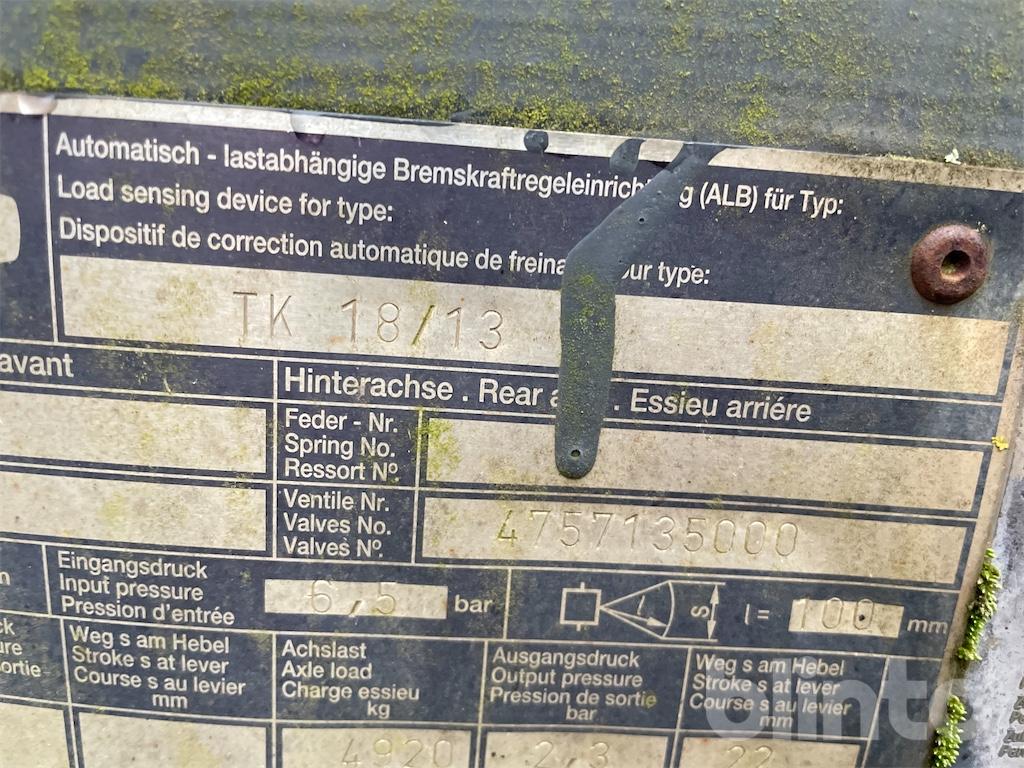 Automatisch - lastabhängige Bremskraftregeleinrich g (ALB) für Typ:
Load sensing device for type:
Dispositif de correction automatique de freina our type:
TK 18/13
avant
Hinterachse . Rear a . Essieu arriére
Feder - Nr.
Spring No.
Ressort Nº
Ventile Nr.
Valves No.
Valves Nº.
4757135000
Eingangsdruck
Input pressure
Pression d'entrée
6,5 bar
s
l = 100 mm
Weg s am Hebel
Stroke s at lever
Course s au levier
mm
Achslast
Axle load
Charge essieu
kg
Ausgangsdruck
Output pressure
Pression de sortie
bar
Weg s am Hebel
Stroke s at lever
Course s au levier
mm
4920
2,3
22